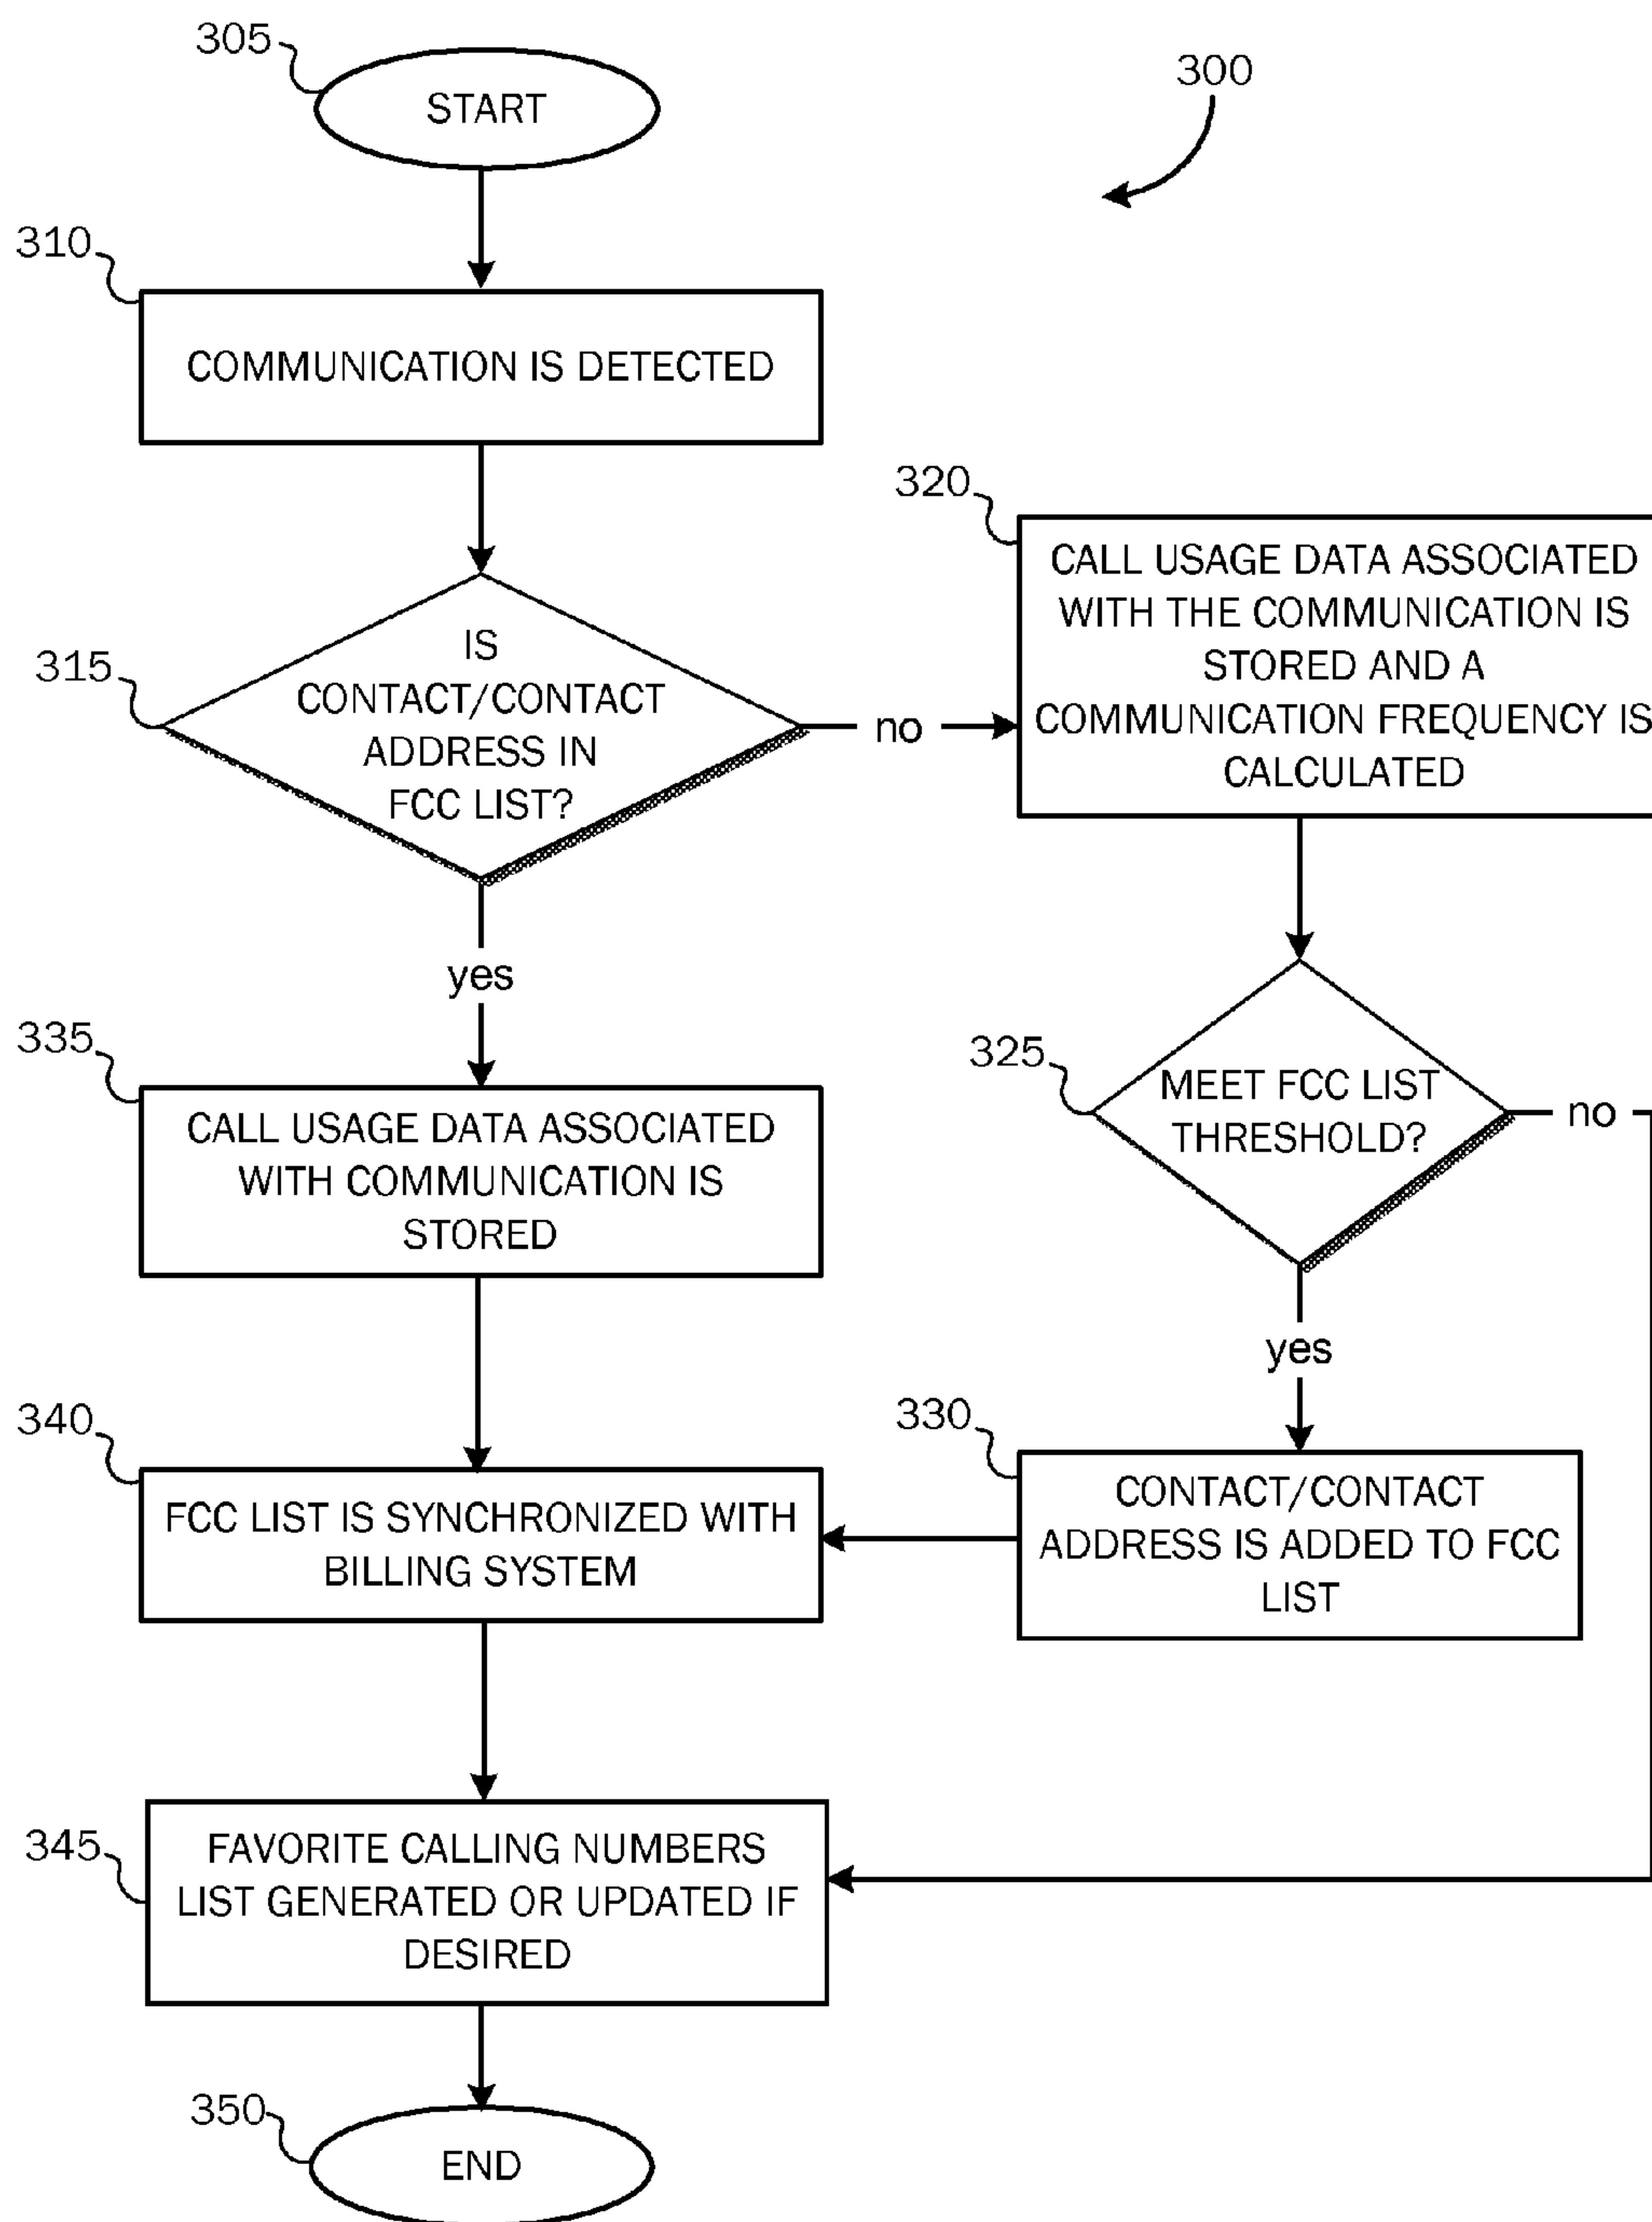 305
START
300
310
COMMUNICATION IS DETECTED
315
IS
CONTACT/CONTACT
ADDRESS IN
FCC LIST?
no
320
CALL USAGE DATA ASSOCIATED
WITH THE COMMUNICATION IS
STORED AND A
COMMUNICATION FREQUENCY IS
CALCULATED
yes
325
MEET FCC LIST
THRESHOLD?
no
335
CALL USAGE DATA ASSOCIATED
WITH COMMUNICATION IS
STORED
yes
330
CONTACT/CONTACT
ADDRESS IS ADDED TO FCC
LIST
340
FCC LIST IS SYNCHRONIZED WITH
BILLING SYSTEM
345
FAVORITE CALLING NUMBERS
LIST GENERATED OR UPDATED IF
DESIRED
350
END